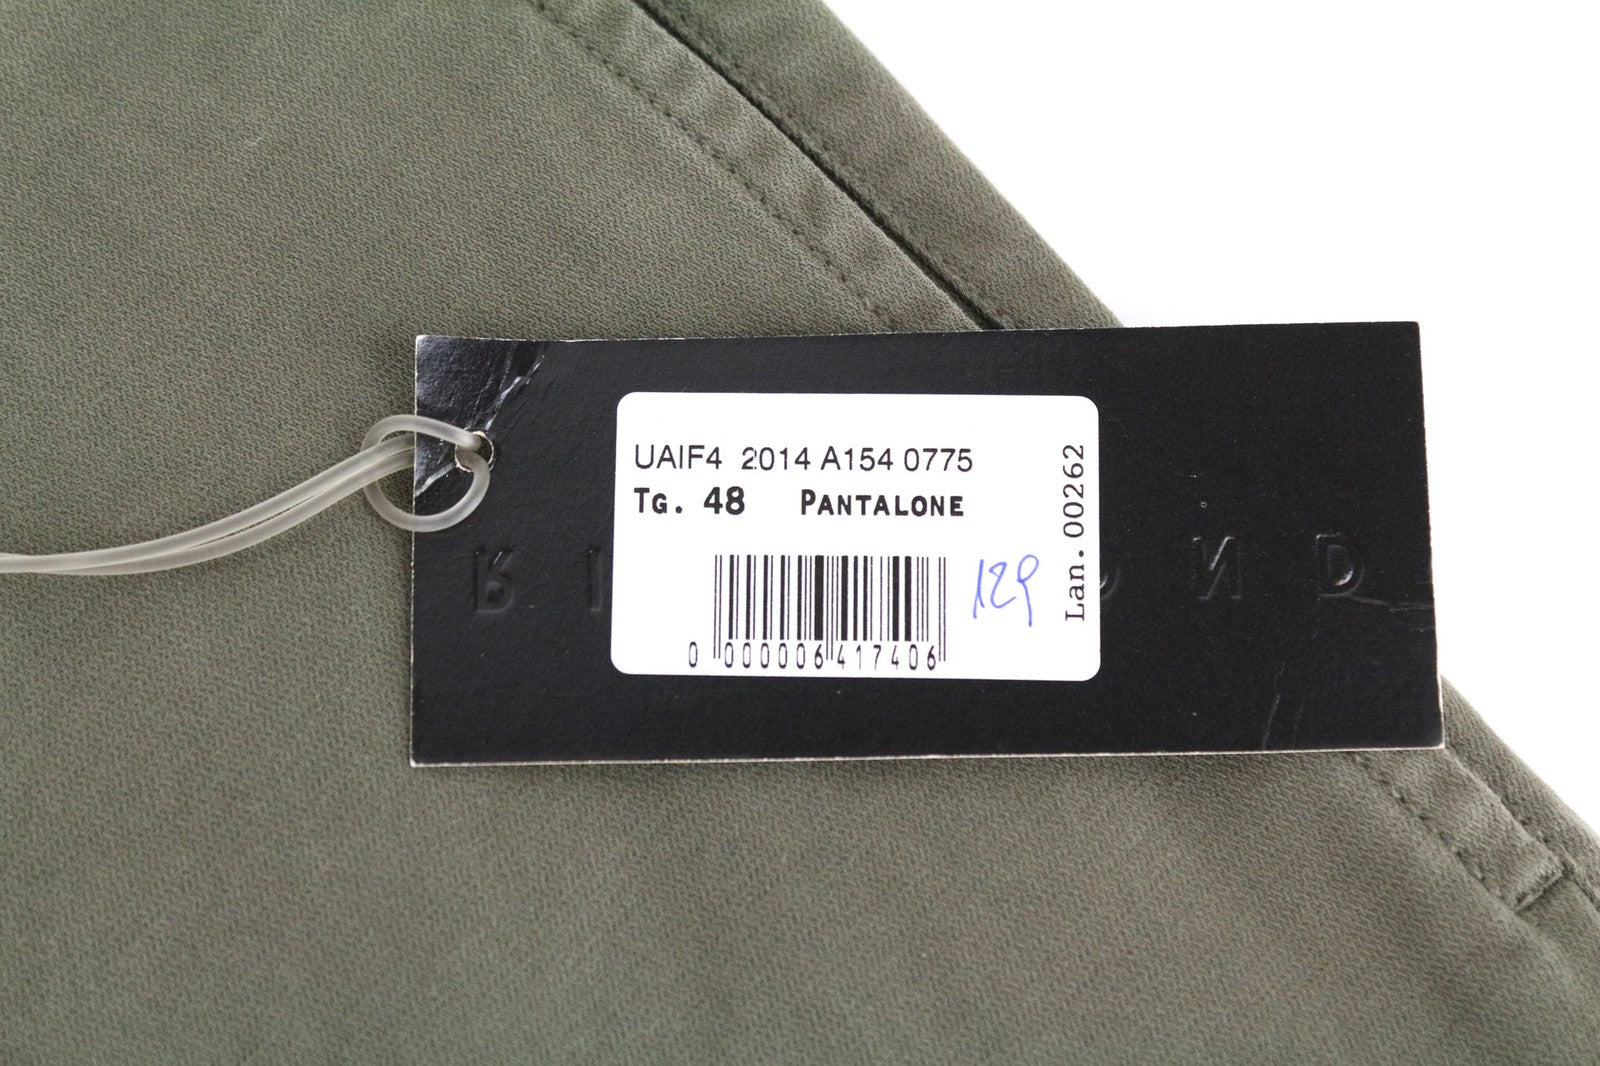 UAIF4 2014 A154 0775
TG. 48 PANTALONE
129
0 000006 417406
Lan. 00262